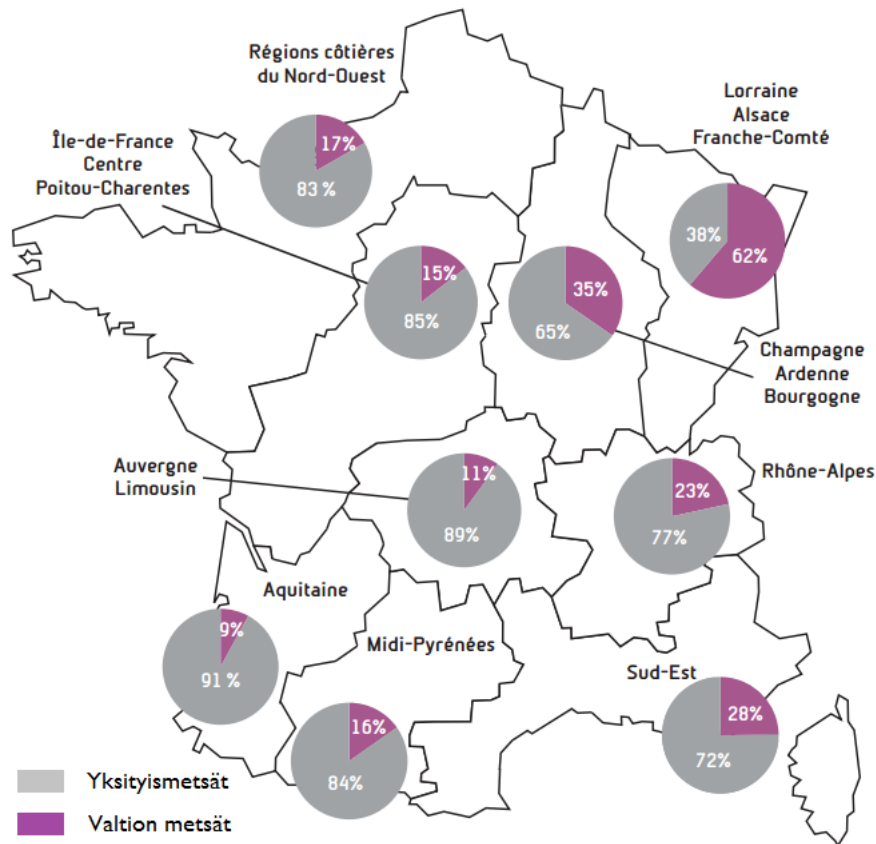 Régions côtières
du Nord-Ouest
17%
83 %
Île-de-France
Centre
Poitou-Charentes
15%
85%
Lorraine
Alsace
Franche-Comté
38%
62%
35%
65%
Champagne
Ardenne
Bourgogne
Auvergne
Limousin
11%
89%
Rhône-Alpes
23%
77%
Aquitaine
9%
91 %
Midi-Pyrénées
16%
84%
Sud-Est
28%
72%
Yksityismetsät
Valtion metsät